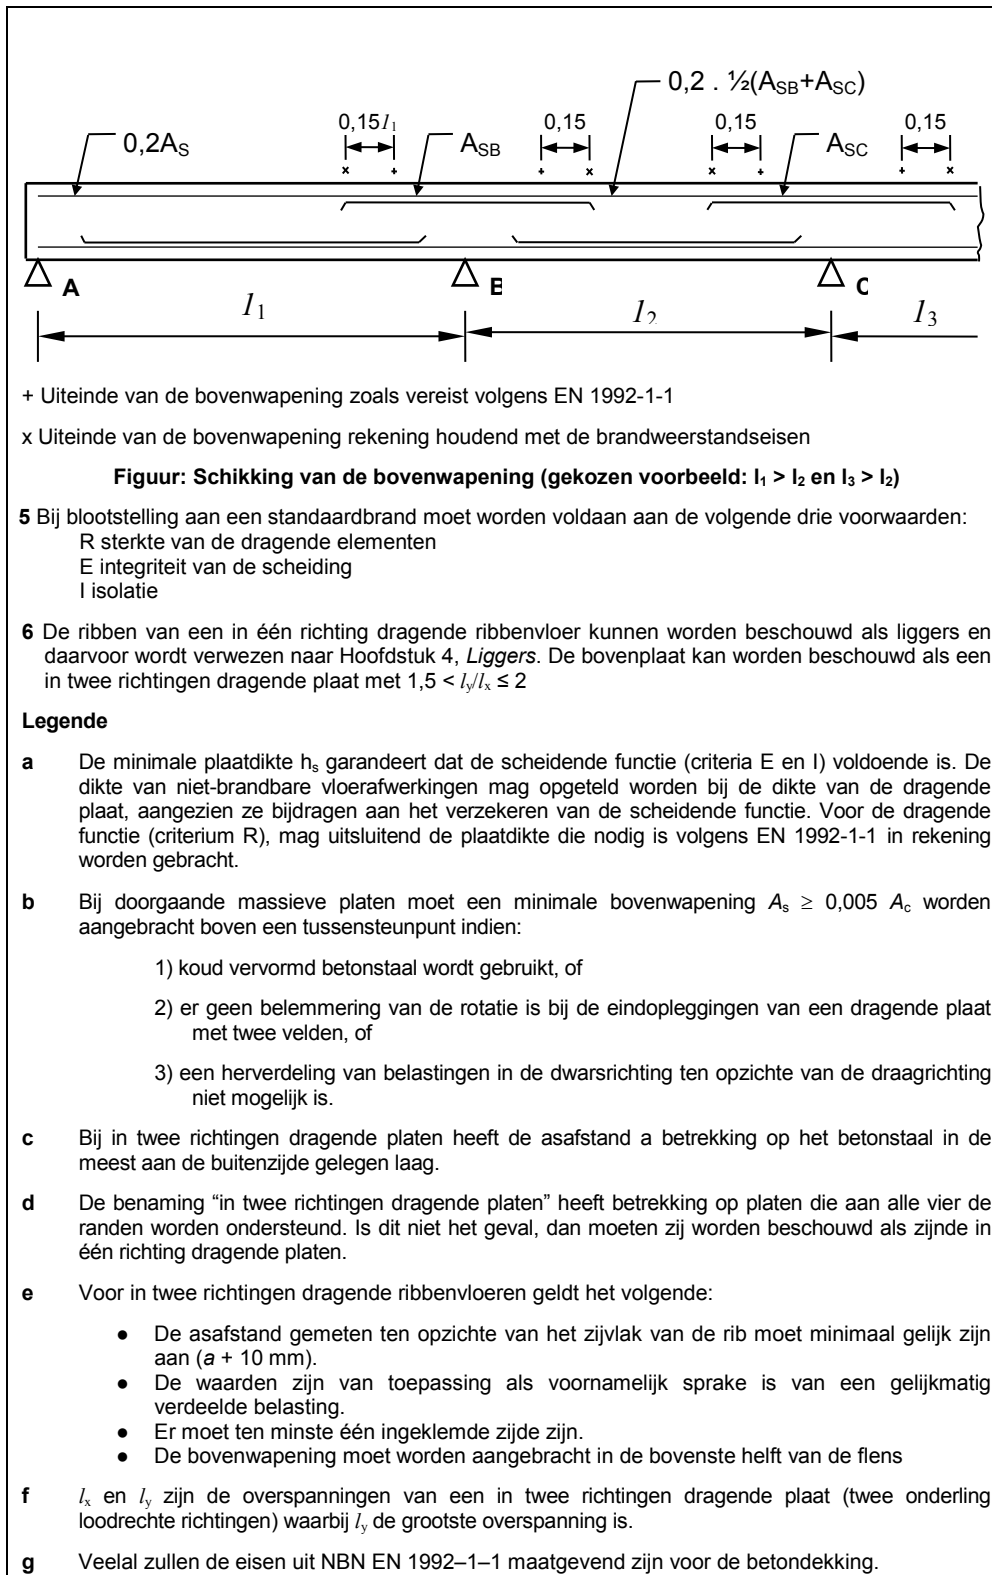 0,2 . ½(A_SB+A_SC)
0,15l₁ 0,15 0,15 0,15
0,2A_S A_SB A_SC
x + + x x + + x
A B C
l₁ l₂ l₃
+ Uiteinde van de bovenwapening zoals vereist volgens EN 1992-1-1
x Uiteinde van de bovenwapening rekening houdend met de brandweerstandseisen
Figuur: Schikking van de bovenwapening (gekozen voorbeeld: l₁ > l₂ en l₃ > l₂)
5 Bij blootstelling aan een standaardbrand moet worden voldaan aan de volgende drie voorwaarden:
R sterkte van de dragende elementen
E integriteit van de scheiding
I isolatie
6 De ribben van een in één richting dragende ribbenvloer kunnen worden beschouwd als liggers en
daarvoor wordt verwezen naar Hoofdstuk 4, Liggers. De bovenplaat kan worden beschouwd als een
in twee richtingen dragende plaat met 1,5 < l_y/l_x ≤ 2
Legende
a De minimale plaatdikte h_s garandeert dat de scheidende functie (criteria E en I) voldoende is. De
dikte van niet-brandbare vloerafwerkingen mag opgeteld worden bij de dikte van de dragende
plaat, aangezien ze bijdragen aan het verzekeren van de scheidende functie. Voor de dragende
functie (criterium R), mag uitsluitend de plaatdikte die nodig is volgens EN 1992-1-1 in rekening
worden gebracht.
b Bij doorgaande massieve platen moet een minimale bovenwapening A_s ≥ 0,005 A_c worden
aangebracht boven een tussensteunpunt indien:
1) koud vervormd betonstaal wordt gebruikt, of
2) er geen belemmering van de rotatie is bij de eindopleggingen van een dragende plaat
met twee velden, of
3) een herverdeling van belastingen in de dwarsrichting ten opzichte van de draagrichting
niet mogelijk is.
c Bij in twee richtingen dragende platen heeft de asafstand a betrekking op het betonstaal in de
meest aan de buitenzijde gelegen laag.
d De benaming “in twee richtingen dragende platen” heeft betrekking op platen die aan alle vier de
randen worden ondersteund. Is dit niet het geval, dan moeten zij worden beschouwd als zijnde in
één richting dragende platen.
e Voor in twee richtingen dragende ribbenvloeren geldt het volgende:
● De asafstand gemeten ten opzichte van het zijvlak van de rib moet minimaal gelijk zijn
aan (a + 10 mm).
● De waarden zijn van toepassing als voornamelijk sprake is van een gelijkmatig
verdeelde belasting.
● Er moet ten minste één ingeklemde zijde zijn.
● De bovenwapening moet worden aangebracht in de bovenste helft van de flens
f l_x en l_y zijn de overspanningen van een in twee richtingen dragende plaat (twee onderling
loodrechte richtingen) waarbij l_y de grootste overspanning is.
g Veelal zullen de eisen uit NBN EN 1992–1–1 maatgevend zijn voor de betondekking.